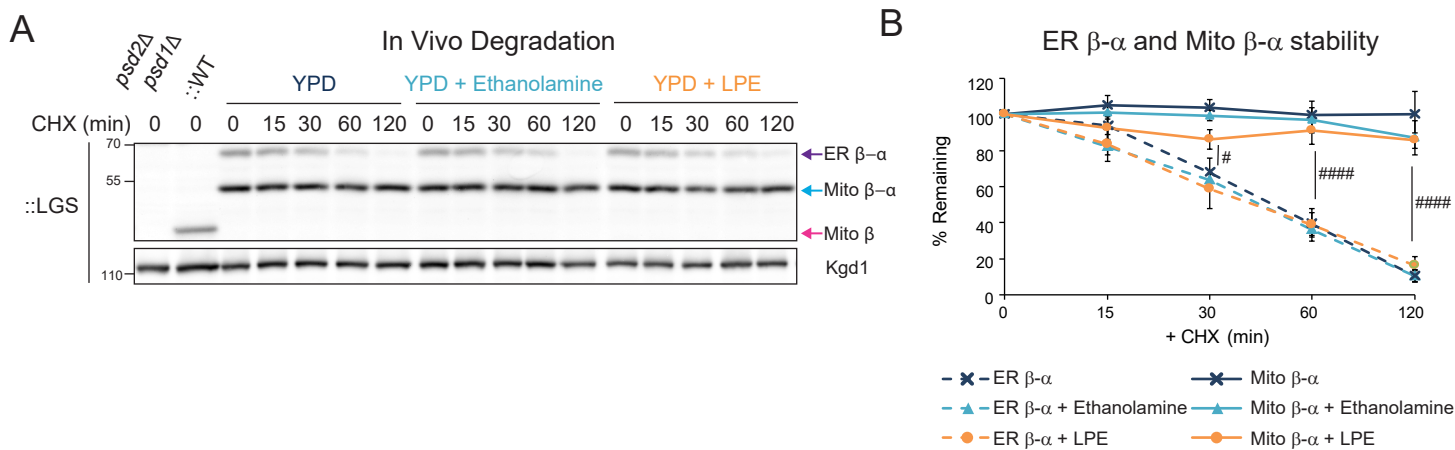 A
In Vivo Degradation
psd2Δ
psd1Δ
::WT
YPD
YPD + Ethanolamine
YPD + LPE
CHX (min) 0 0 0 15 30 60 120 0 15 30 60 120 0 15 30 60 120
70
55
110
::LGS
ER β–α
Mito β–α
Mito β
Kgd1
B
ER β-α and Mito β-α stability
% Remaining
120
100
80
60
40
20
0
#
####
####
0 15 30 60 120
+ CHX (min)
ER β-α
Mito β-α
ER β-α + Ethanolamine
Mito β-α + Ethanolamine
ER β-α + LPE
Mito β-α + LPE